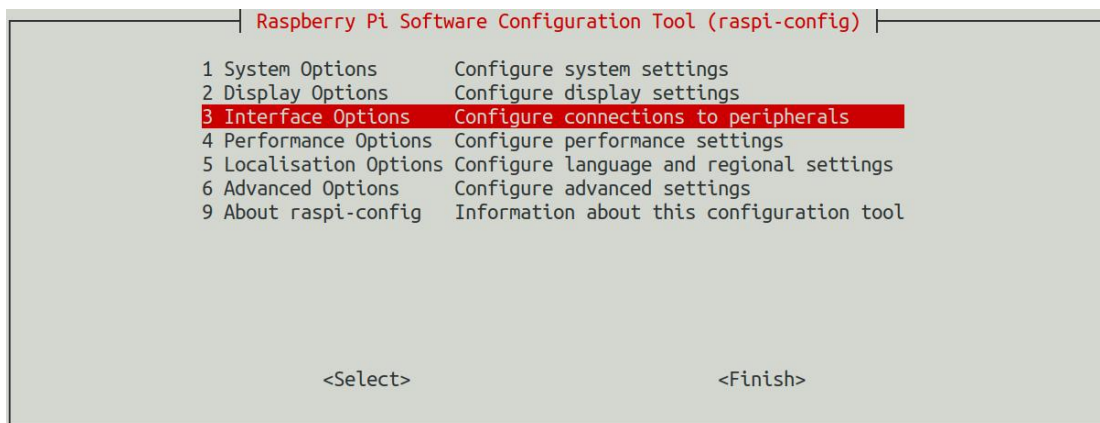 Raspberry Pi Software Configuration Tool (raspi-config)
1 System Options Configure system settings
2 Display Options Configure display settings
3 Interface Options Configure connections to peripherals
4 Performance Options Configure performance settings
5 Localisation Options Configure language and regional settings
6 Advanced Options Configure advanced settings
9 About raspi-config Information about this configuration tool
<Select> <Finish>